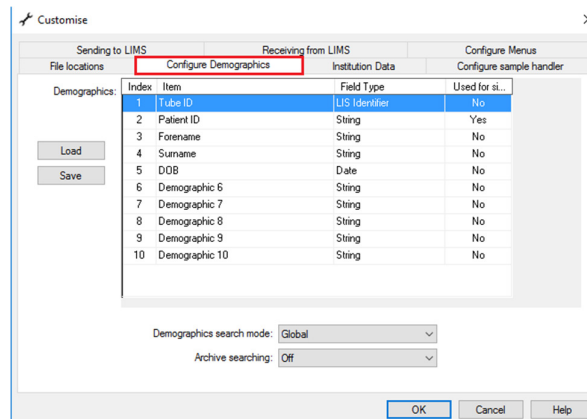 Customise
Sending to LIMS Receiving from LIMS Configure Menus
File locations Configure Demographics Institution Data Configure sample handler
Demographics: Index Item Field Type Used for si...
1 Tube ID LIS Identifier No
2 Patient ID String Yes
3 Forename String No
Load 4 Surname String No
Save 5 DOB Date No
6 Demographic 6 String No
7 Demographic 7 String No
8 Demographic 8 String No
9 Demographic 9 String No
10 Demographic 10 String No
Demographics search mode: Global
Archive searching: Off
OK Cancel Help